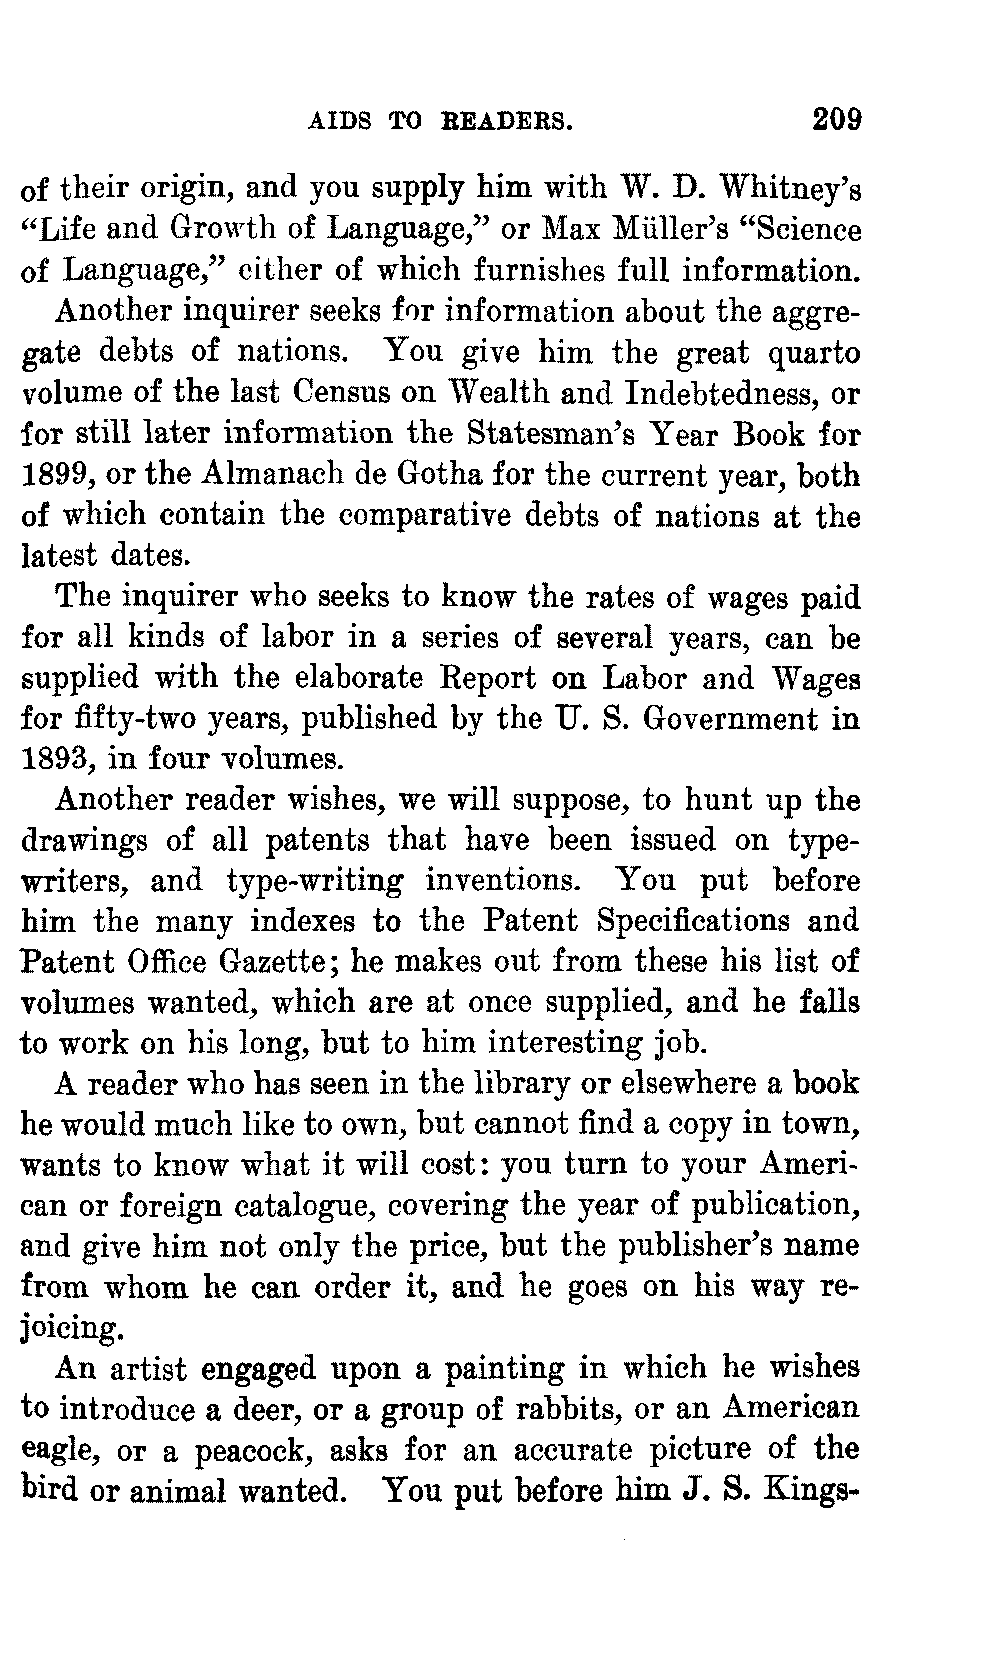 AIDS TO READERS. 209
of their origin, and you supply him with W. D. Whitney’s
“Life and Growth of Language,” or Max Müller’s “Science
of Language,” either of which furnishes full information.
Another inquirer seeks for information about the aggre-
gate debts of nations. You give him the great quarto
volume of the last Census on Wealth and Indebtedness, or
for still later information the Statesman’s Year Book for
1899, or the Almanach de Gotha for the current year, both
of which contain the comparative debts of nations at the
latest dates.
The inquirer who seeks to know the rates of wages paid
for all kinds of labor in a series of several years, can be
supplied with the elaborate Report on Labor and Wages
for fifty-two years, published by the U. S. Government in
1893, in four volumes.
Another reader wishes, we will suppose, to hunt up the
drawings of all patents that have been issued on type-
writers, and type-writing inventions. You put before
him the many indexes to the Patent Specifications and
Patent Office Gazette; he makes out from these his list of
volumes wanted, which are at once supplied, and he falls
to work on his long, but to him interesting job.
A reader who has seen in the library or elsewhere a book
he would much like to own, but cannot find a copy in town,
wants to know what it will cost: you turn to your Ameri-
can or foreign catalogue, covering the year of publication,
and give him not only the price, but the publisher’s name
from whom he can order it, and he goes on his way re-
joicing.
An artist engaged upon a painting in which he wishes
to introduce a deer, or a group of rabbits, or an American
eagle, or a peacock, asks for an accurate picture of the
bird or animal wanted. You put before him J. S. Kings-